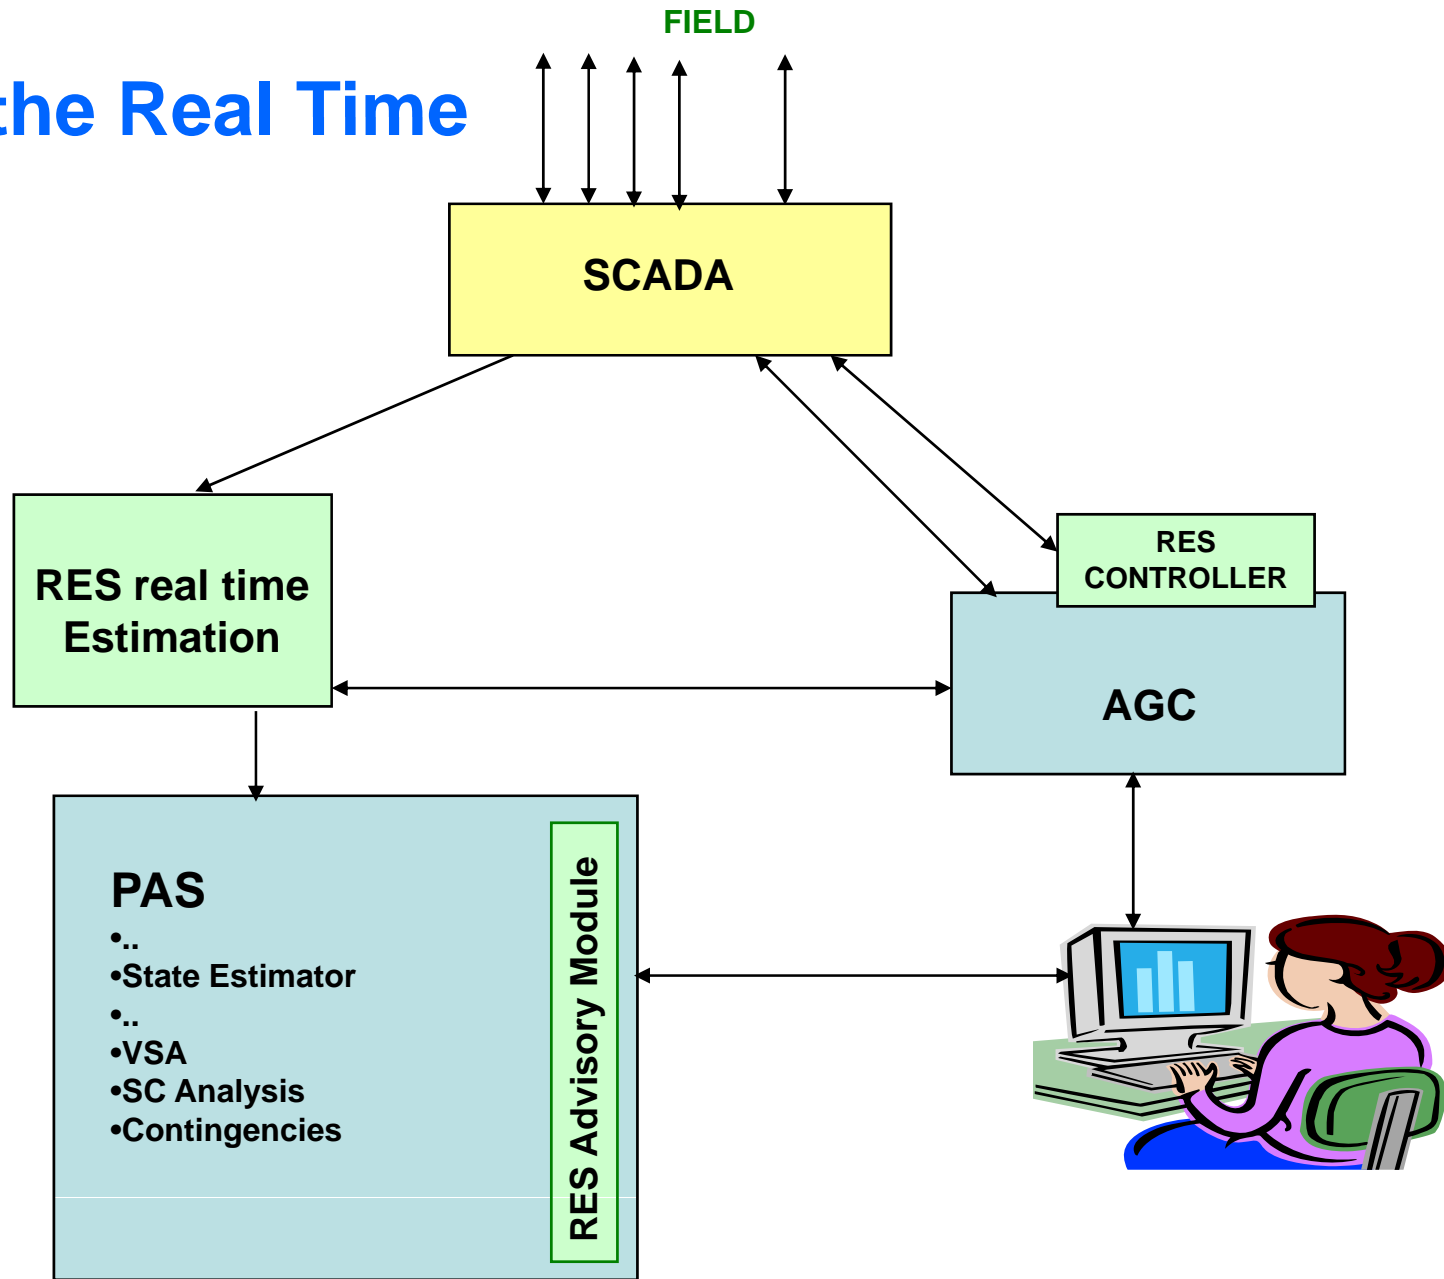 FIELD
the Real Time
SCADA
RES real time
Estimation
RES
CONTROLLER
AGC
PAS
•..
•State Estimator
•..
•VSA
•SC Analysis
•Contingencies
RES Advisory Module